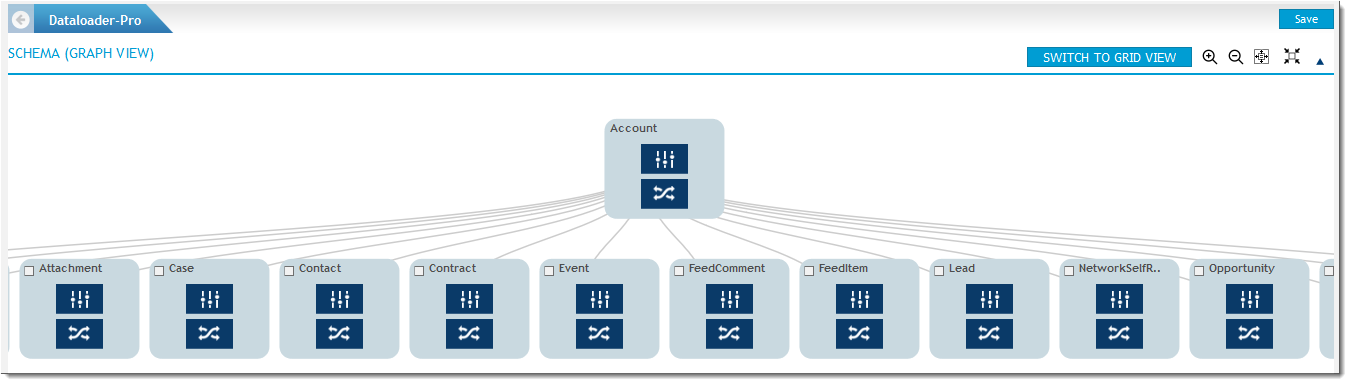 Dataloader-Pro
Save
SCHEMA (GRAPH VIEW)
SWITCH TO GRID VIEW
Account
Attachment
Case
Contact
Contract
Event
FeedComment
FeedItem
Lead
NetworkSelfR..
Opportunity